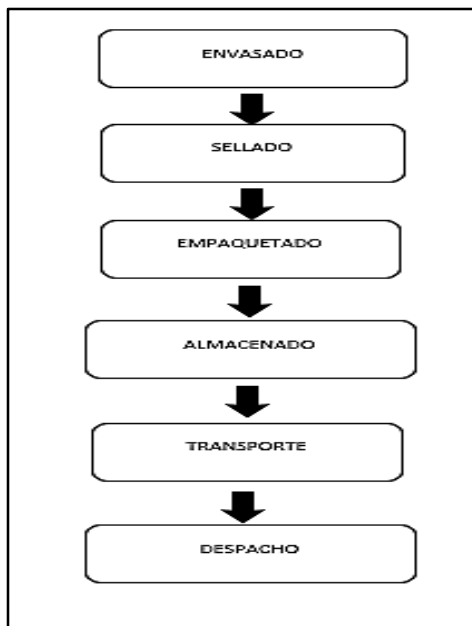 ENVASADO
SELLADO
EMPAQUETADO
ALMACENADO
TRANSPORTE
DESPACHO